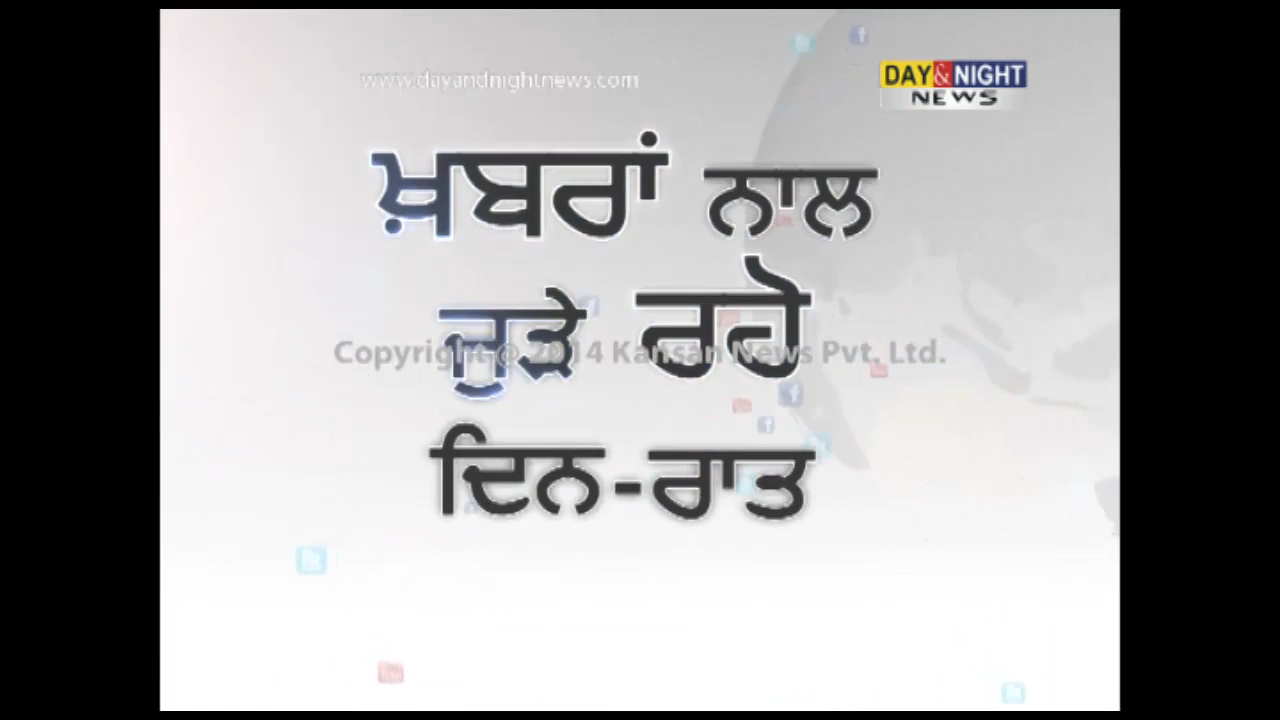 www.dayandnightnews.com
DAY&NIGHT
NEWS
ਖ਼ਬਰਾਂ ਨਾਲ
ਜੁੜੇ ਰਹੋ
Copyright @ 2014 Kansan News Pvt. Ltd.
ਦਿਨ-ਰਾਤ